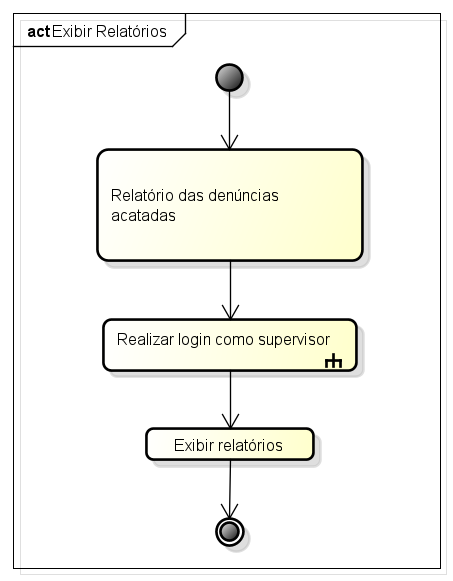 act Exibir Relatórios
Relatório das denúncias
acatadas
Realizar login como supervisor
Exibir relatórios